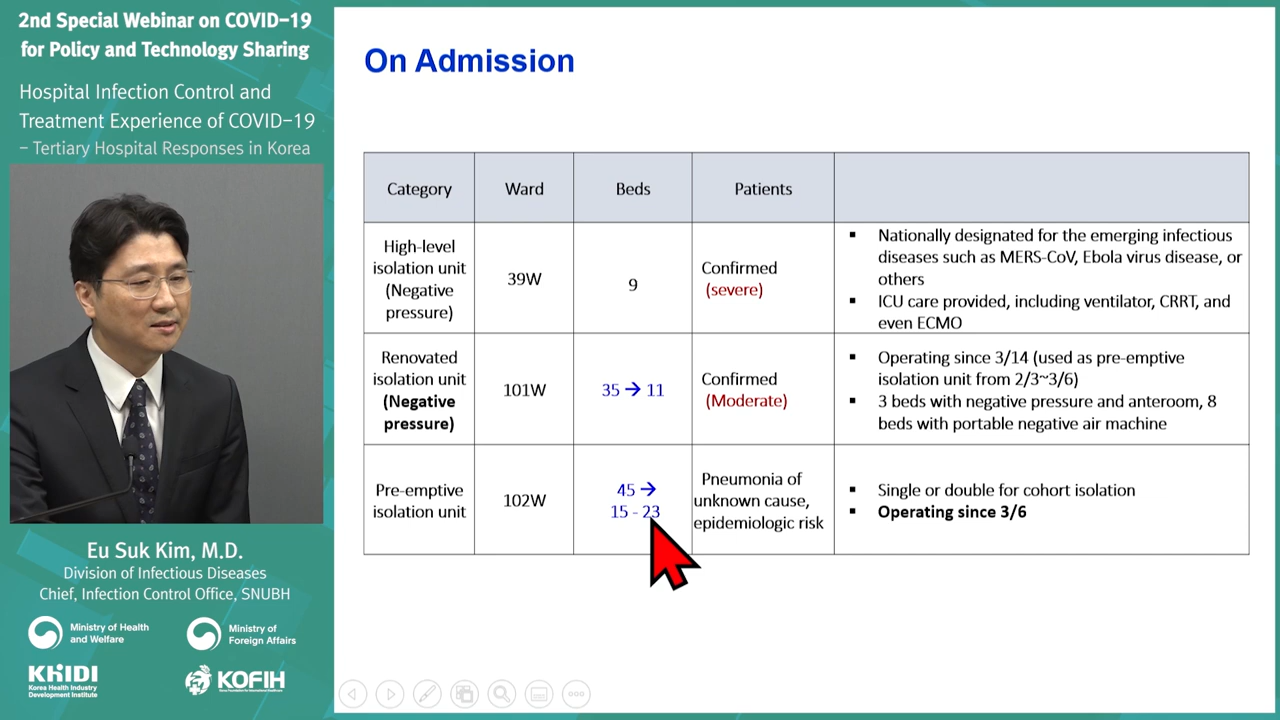 2nd Special Webinar on COVID-19
for Policy and Technology Sharing
Hospital Infection Control and
Treatment Experience of COVID-19
- Tertiary Hospital Responses in Korea
Eu Suk Kim, M.D.
Division of Infectious Diseases
Chief, Infection Control Office, SNUBH
Ministry of Health
and Welfare
Ministry of
Foreign Affairs
KHIDI
Korea Health Industry
Development Institute
KOFIH
Korea Foundation for International Healthcare
On Admission
Category Ward Beds Patients
High-level
isolation unit
(Negative
pressure)
39W
9
Confirmed
(severe)
▪ Nationally designated for the emerging infectious
diseases such as MERS-CoV, Ebola virus disease, or
others
▪ ICU care provided, including ventilator, CRRT, and
even ECMO
Renovated
isolation unit
(Negative
pressure)
101W
35 → 11
Confirmed
(Moderate)
▪ Operating since 3/14 (used as pre-emptive
isolation unit from 2/3~3/6)
▪ 3 beds with negative pressure and anteroom, 8
beds with portable negative air machine
Pre-emptive
isolation unit
102W
45 →
15 - 23
Pneumonia of
unknown cause,
epidemiologic risk
▪ Single or double for cohort isolation
▪ Operating since 3/6